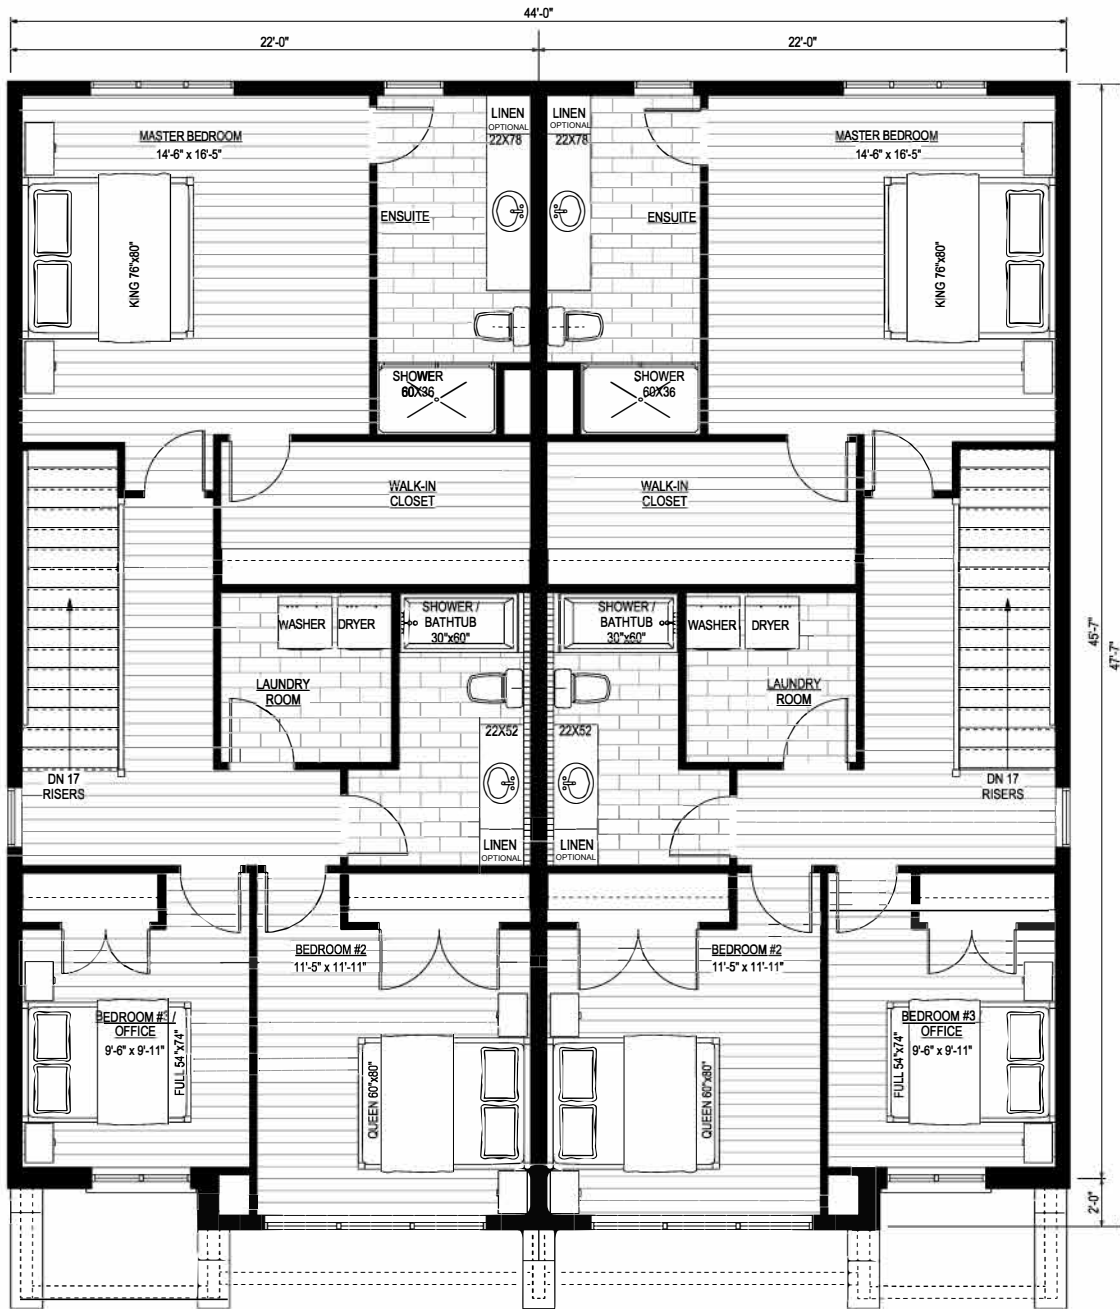 44'-0"
22'-0"
22'-0"
LINEN
OPTIONAL
22X78
LINEN
OPTIONAL
22X78
MASTER BEDROOM
14'-6" x 16'-5"
MASTER BEDROOM
14'-6" x 16'-5"
ENSUITE
ENSUITE
KING 76"x80"
KING 76"x80"
SHOWER
60X36
SHOWER
60X36
WALK-IN
CLOSET
WALK-IN
CLOSET
WASHER
DRYER
SHOWER /
BATHTUB
30"x60"
SHOWER /
BATHTUB
30"x60"
WASHER
DRYER
45'-7"
47'-7"
LAUNDRY
ROOM
LAUNDRY
ROOM
22X52
22X52
DN 17
RISERS
DN 17
RISERS
LINEN
OPTIONAL
LINEN
OPTIONAL
BEDROOM #2
11'-5" x 11'-11"
BEDROOM #2
11'-5" x 11'-11"
BEDROOM #3 /
OFFICE
9'-6" x 9'-11"
BEDROOM #3
OFFICE
9'-6" x 9'-11"
FULL 54"x74"
QUEEN 60"x80"
QUEEN 60"x80"
FULL 54"x74"
2'-0"